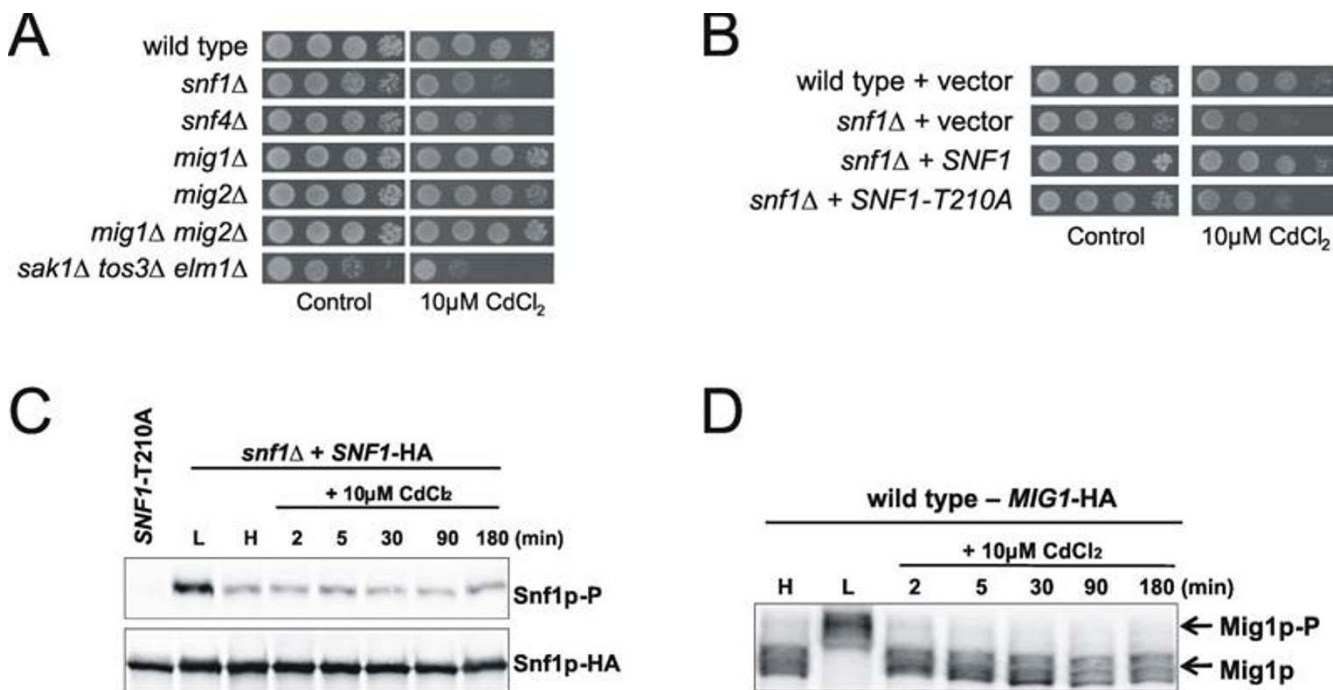 A
wild type
snf1Δ
snf4Δ
mig1Δ
mig2Δ
mig1Δ mig2Δ
sak1Δ tos3Δ elm1Δ
Control
10µM CdCl₂
B
wild type + vector
snf1Δ + vector
snf1Δ + SNF1
snf1Δ + SNF1-T210A
Control
10µM CdCl₂
C
SNF1-T210A
snf1Δ + SNF1-HA
+ 10µM CdCl₂
L H 2 5 30 90 180 (min)
Snf1p-P
Snf1p-HA
D
wild type – MIG1-HA
+ 10µM CdCl₂
H L 2 5 30 90 180 (min)
Mig1p-P
Mig1p